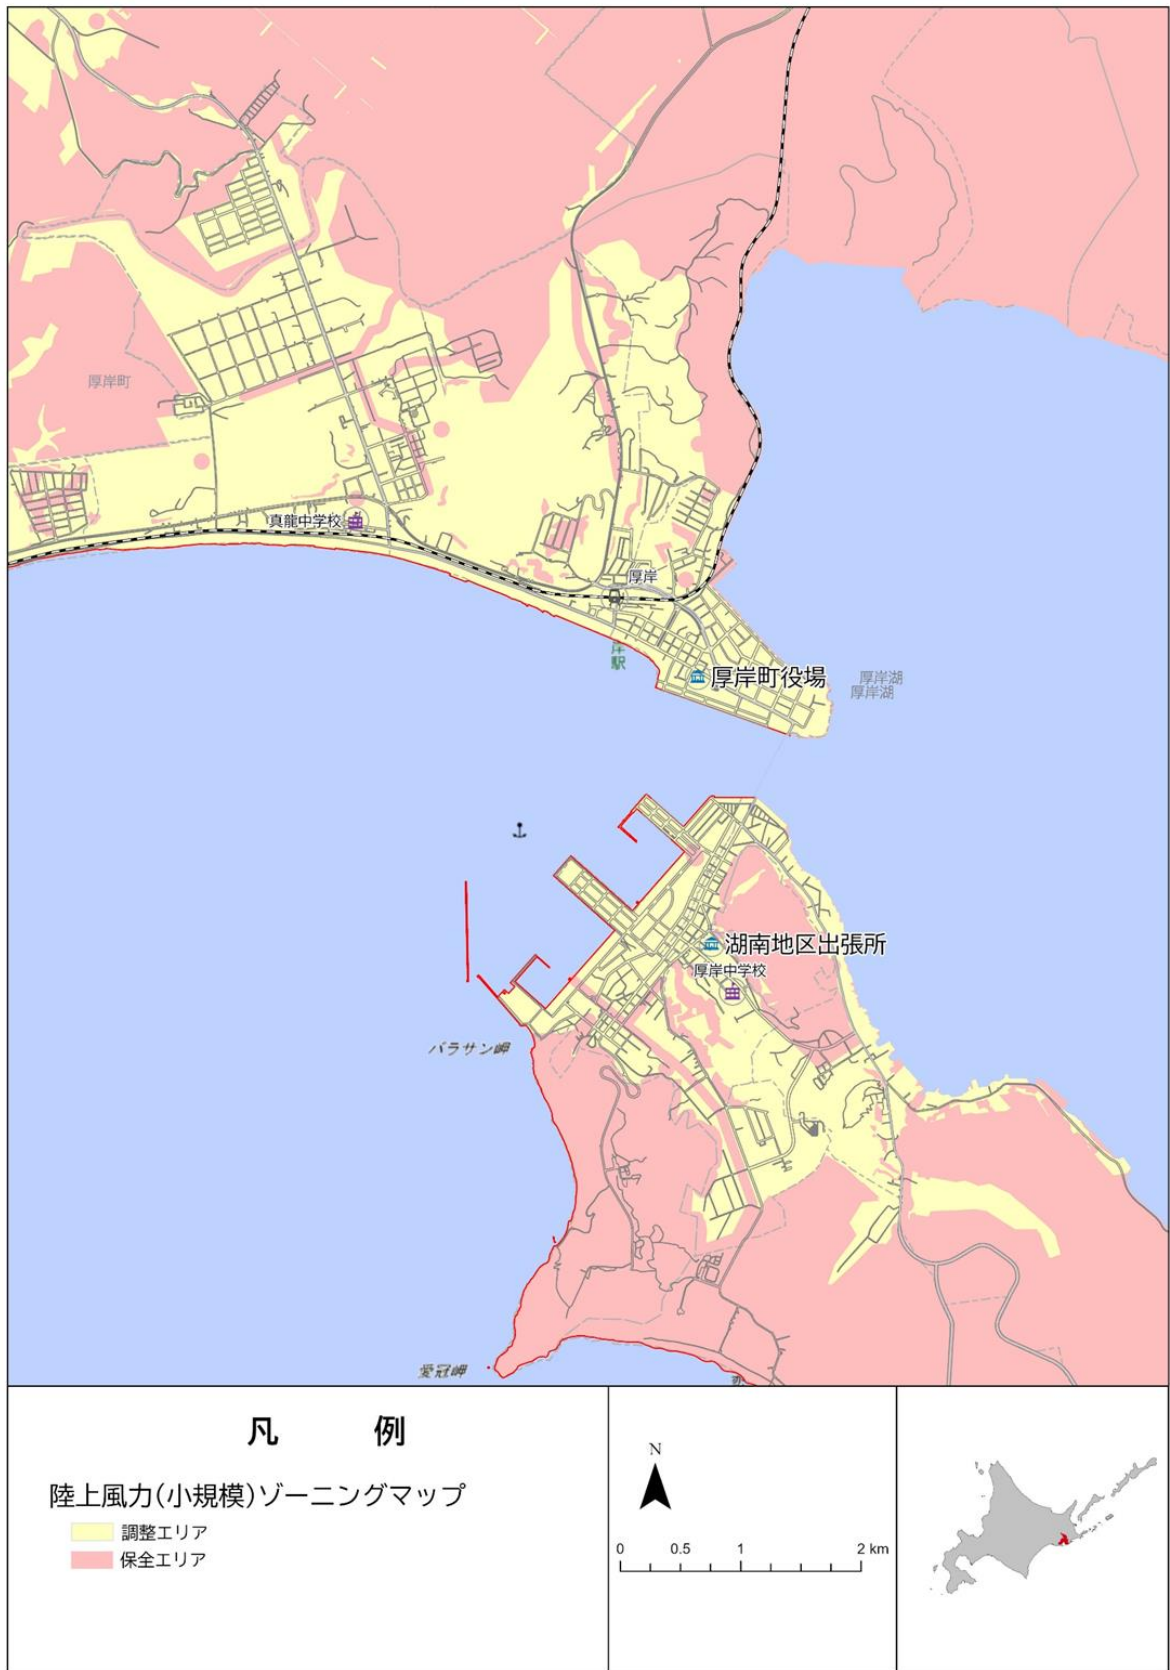 厚岸町
真龍中学校
厚岸
岸駅
厚岸町役場
厚岸湖
厚岸湖
湖南地区出張所
厚岸中学校
バラサン岬
愛冠岬
凡 例
陸上風力(小規模)ゾーニングマップ
調整エリア
保全エリア
N
0 0.5 1 2 km